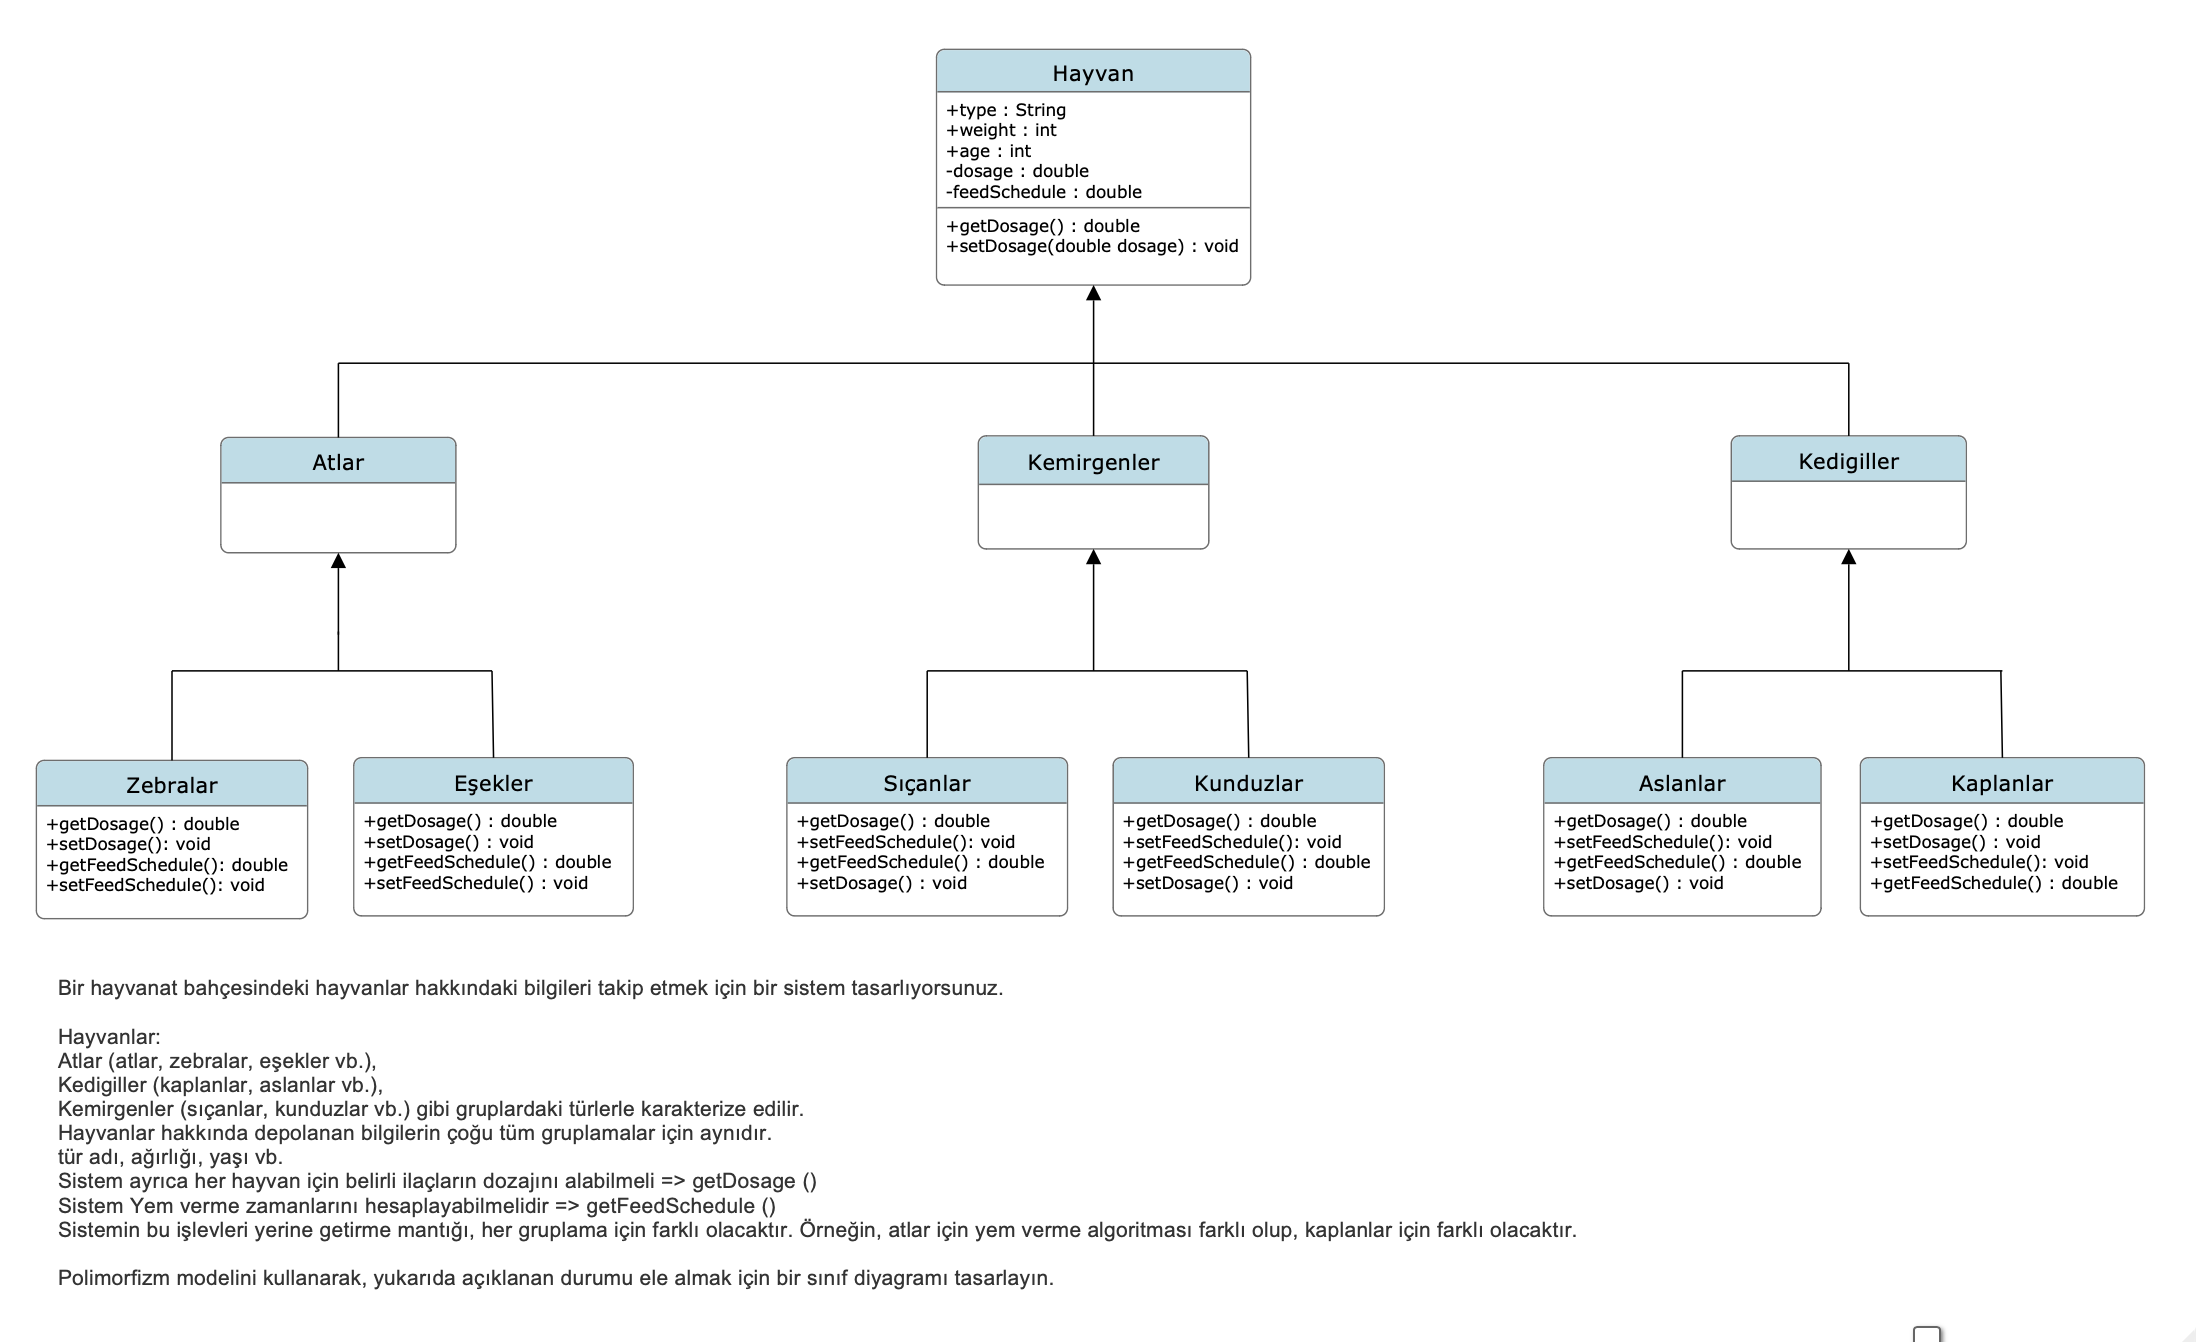 Hayvan
+type : String
+weight : int
+age : int
-dosage : double
-feedSchedule : double
+getDosage() : double
+setDosage(double dosage) : void
Atlar
Kemirgenler
Kedigiller
Zebralar
+getDosage() : double
+setDosage(): void
+getFeedSchedule(): double
+setFeedSchedule(): void
Eşekler
+getDosage() : double
+setDosage() : void
+getFeedSchedule() : double
+setFeedSchedule() : void
Sıçanlar
+getDosage() : double
+setFeedSchedule(): void
+getFeedSchedule() : double
+setDosage() : void
Kunduzlar
+getDosage() : double
+setFeedSchedule(): void
+getFeedSchedule() : double
+setDosage() : void
Aslanlar
+getDosage() : double
+setFeedSchedule(): void
+getFeedSchedule() : double
+setDosage() : void
Kaplanlar
+getDosage() : double
+setDosage() : void
+setFeedSchedule(): void
+getFeedSchedule() : double
Bir hayvanat bahçesindeki hayvanlar hakkındaki bilgileri takip etmek için bir sistem tasarlıyorsunuz.
Hayvanlar:
Atlar (atlar, zebralar, eşekler vb.),
Kedigiller (kaplanlar, aslanlar vb.),
Kemirgenler (sıçanlar, kunduzlar vb.) gibi gruplardaki türlerle karakterize edilir.
Hayvanlar hakkında depolanan bilgilerin çoğu tüm gruplamalar için aynıdır.
tür adı, ağırlığı, yaşı vb.
Sistem ayrıca her hayvan için belirli ilaçların dozajını alabilmeli => getDosage ()
Sistem Yem verme zamanlarını hesaplayabilmelidir => getFeedSchedule ()
Sistemin bu işlevleri yerine getirme mantığı, her gruplama için farklı olacaktır. Örneğin, atlar için yem verme algoritması farklı olup, kaplanlar için farklı olacaktır.
Polimorfizm modelini kullanarak, yukarıda açıklanan durumu ele almak için bir sınıf diyagramı tasarlayın.